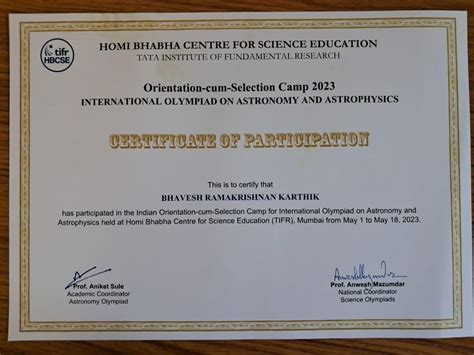 tifr
HBCSE
HOMI BHABHA CENTRE FOR SCIENCE EDUCATION
TATA INSTITUTE OF FUNDAMENTAL RESEARCH
Orientation-cum-Selection Camp 2023
INTERNATIONAL OLYMPIAD ON ASTRONOMY AND ASTROPHYSICS
CERTIFICATE OF PARTICIPATION
This is to certify that
BHAVESH RAMAKRISHNAN KARTHIK
has participated in the Indian Orientation-cum-Selection Camp for International Olympiad on Astronomy and
Astrophysics held at Homi Bhabha Centre for Science Education (TIFR), Mumbai from May 1 to May 18, 2023.
Prof. Aniket Sule
Academic Coordinator
Astronomy Olympiad
Prof. Anwesh Mazumdar
National Coordinator
Science Olympiads